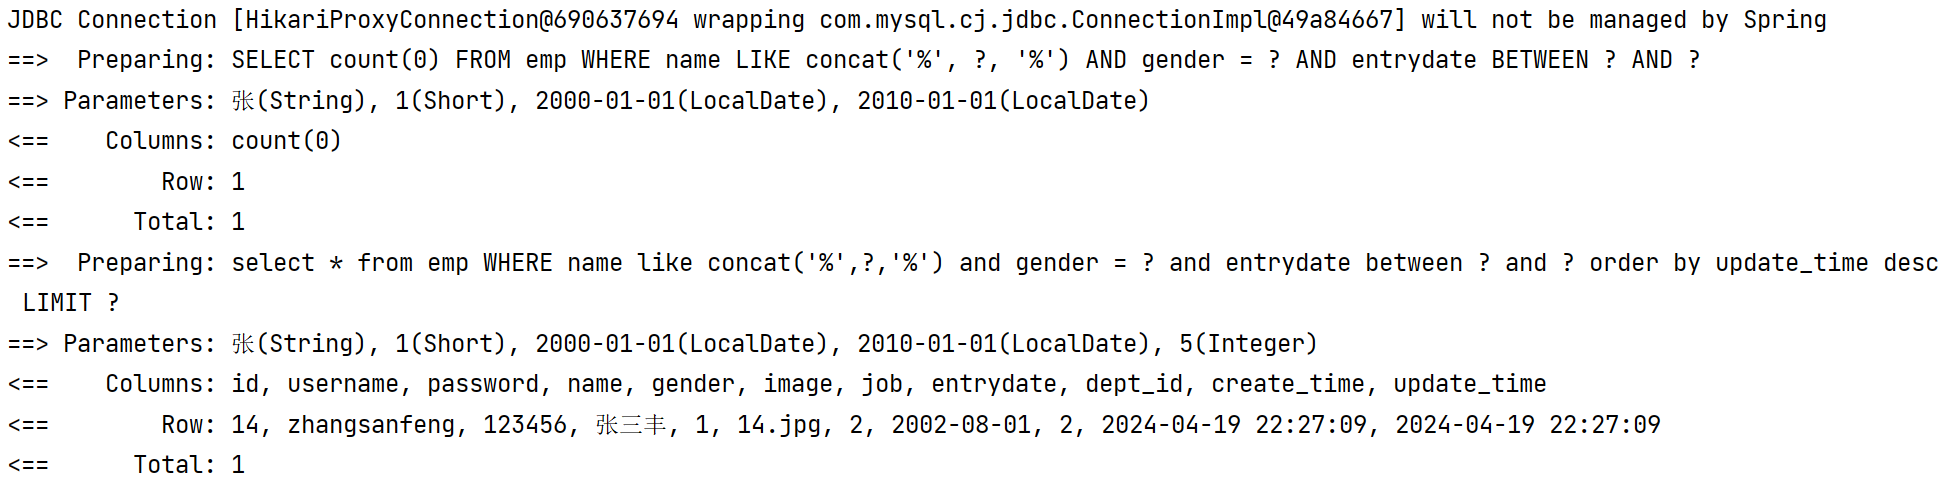 JDBC Connection [HikariProxyConnection@690637694 wrapping com.mysql.cj.jdbc.ConnectionImpl@49a84667] will not be managed by Spring
==>  Preparing: SELECT count(0) FROM emp WHERE name LIKE concat('%', ?, '%') AND gender = ? AND entrydate BETWEEN ? AND ?
==> Parameters: 张(String), 1(Short), 2000-01-01(LocalDate), 2010-01-01(LocalDate)
<==    Columns: count(0)
<==        Row: 1
<==      Total: 1
==>  Preparing: select * from emp WHERE name like concat('%',?,'%') and gender = ? and entrydate between ? and ? order by update_time desc
LIMIT ?
==> Parameters: 张(String), 1(Short), 2000-01-01(LocalDate), 2010-01-01(LocalDate), 5(Integer)
<==    Columns: id, username, password, name, gender, image, job, entrydate, dept_id, create_time, update_time
<==        Row: 14, zhangsanfeng, 123456, 张三丰, 1, 14.jpg, 2, 2002-08-01, 2, 2024-04-19 22:27:09, 2024-04-19 22:27:09
<==      Total: 1